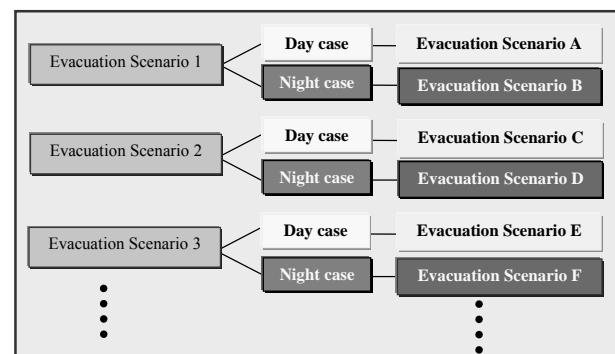 Day case
Evacuation Scenario A
Evacuation Scenario 1
Night case
Evacuation Scenario B
Day case
Evacuation Scenario C
Evacuation Scenario 2
Night case
Evacuation Scenario D
Day case
Evacuation Scenario E
Evacuation Scenario 3
Night case
Evacuation Scenario F